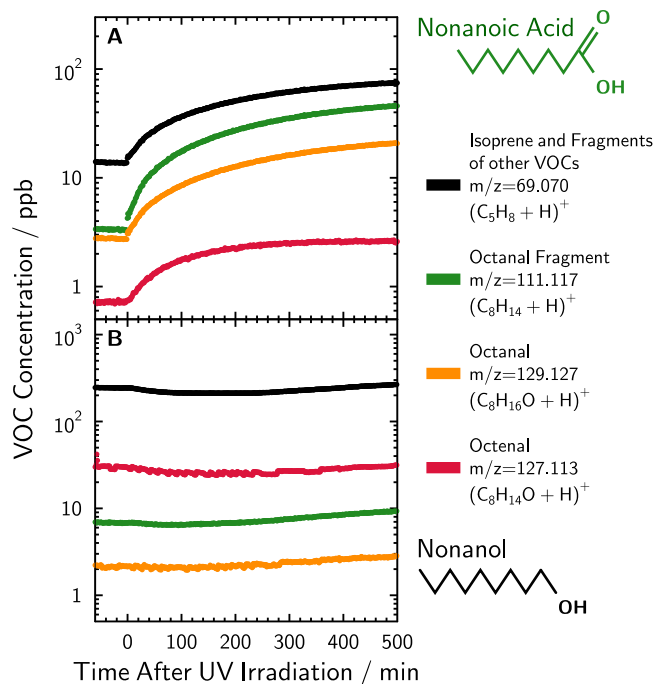 A
10²
10
1
B
10³
10²
10
1
0
100
200
300
400
500
VOC Concentration / ppb
Time After UV Irradiation / min
Nonanoic Acid
O
OH
Isoprene and Fragments
of other VOCs
m/z=69.070
(C₅H₈ + H)⁺
Octanal Fragment
m/z=111.117
(C₈H₁₄ + H)⁺
Octanal
m/z=129.127
(C₈H₁₆O + H)⁺
Octenal
m/z=127.113
(C₈H₁₄O + H)⁺
Nonanol
OH